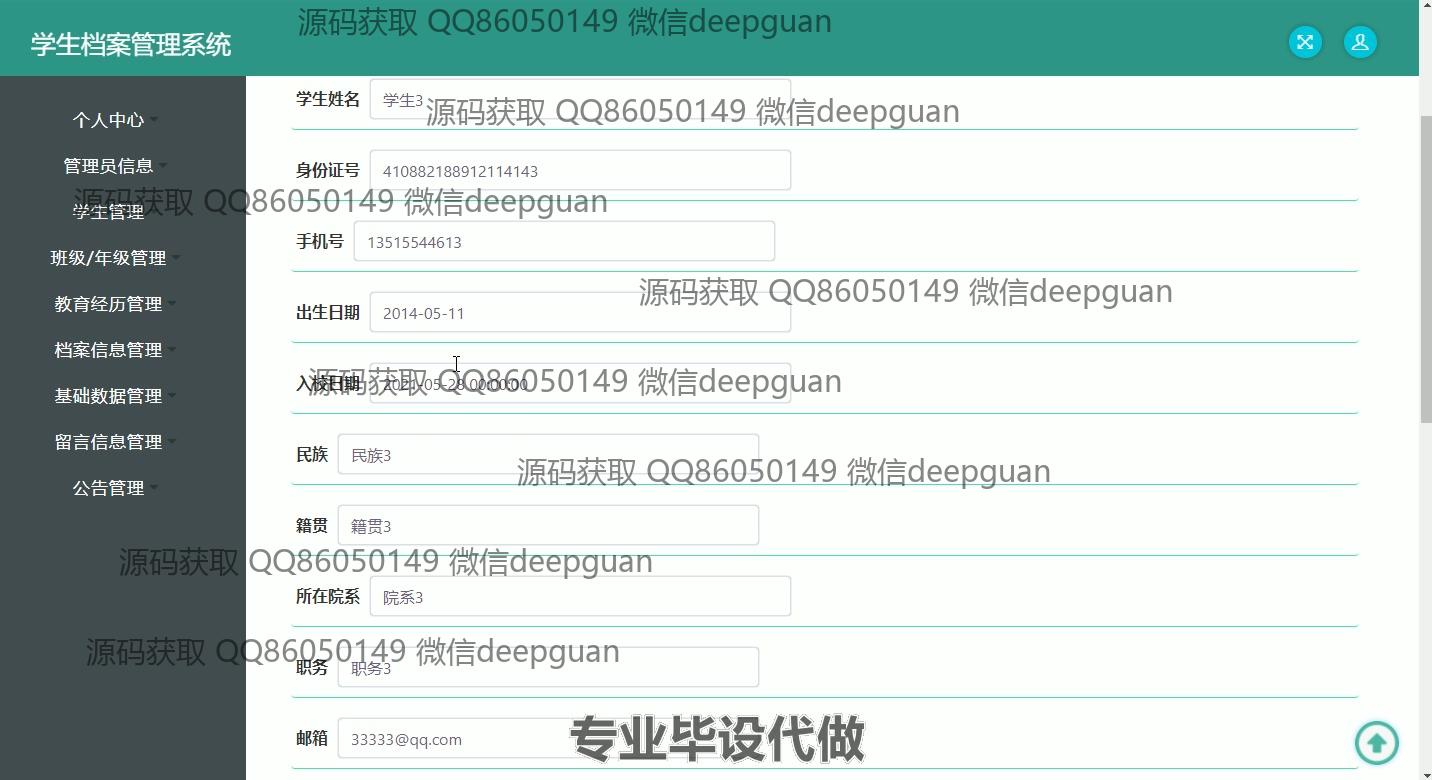 源码获取 QQ86050149 微信deepguan
学生档案管理系统
个人中心
管理员信息
学生管理
班级/年级管理
教育经历管理
档案信息管理
基础数据管理
留言信息管理
公告管理
学生姓名 学生3
源码获取 QQ86050149 微信deepguan
身份证号 410882188912114143
源码获取 QQ86050149 微信deepguan
手机号 13515544613
源码获取 QQ86050149 微信deepguan
出生日期 2014-05-11
入校日期 2021-05-28 00:00:00
源码获取 QQ86050149 微信deepguan
民族 民族3
源码获取 QQ86050149 微信deepguan
籍贯 籍贯3
源码获取 QQ86050149 微信deepguan
所在院系 院系3
源码获取 QQ86050149 微信deepguan
职务 职务3
邮箱 33333@qq.com
专业毕设代做